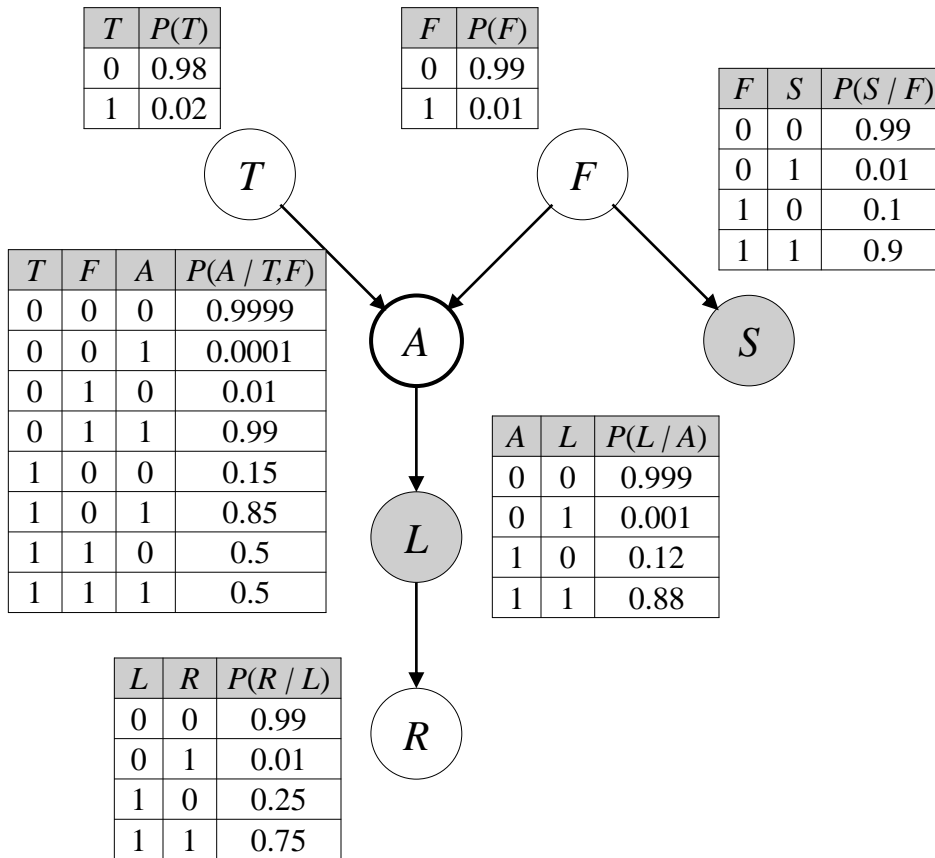 T P(T)
0 0.98
1 0.02
F P(F)
0 0.99
1 0.01
F S P(S / F)
0 0 0.99
0 1 0.01
1 0 0.1
1 1 0.9
T
F
T F A P(A / T,F)
0 0 0 0.9999
0 0 1 0.0001
0 1 0 0.01
0 1 1 0.99
1 0 0 0.15
1 0 1 0.85
1 1 0 0.5
1 1 1 0.5
A
S
A L P(L / A)
0 0 0.999
0 1 0.001
1 0 0.12
1 1 0.88
L
L R P(R / L)
0 0 0.99
0 1 0.01
1 0 0.25
1 1 0.75
R